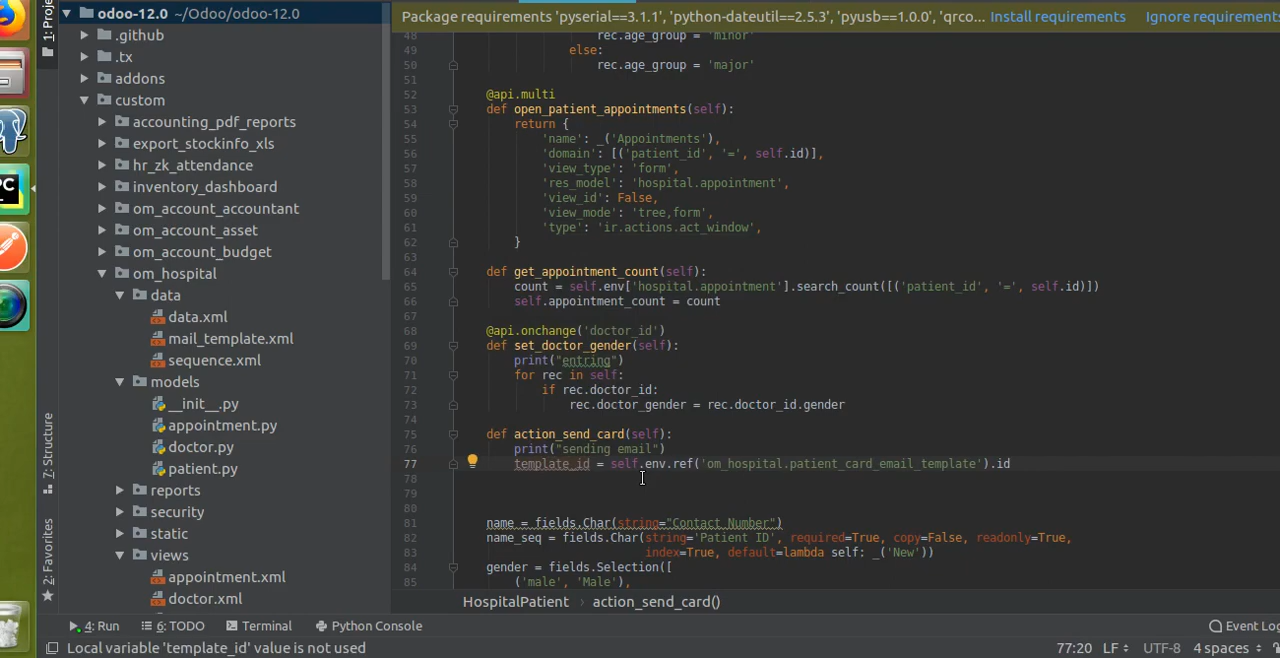 odoo-12.0 ~/Odoo/odoo-12.0
.github
.tx
addons
custom
accounting_pdf_reports
export_stockinfo_xls
hr_zk_attendance
inventory_dashboard
om_account_accountant
om_account_asset
om_account_budget
om_hospital
data
data.xml
mail_template.xml
sequence.xml
models
__init__.py
appointment.py
doctor.py
patient.py
reports
security
static
views
appointment.xml
doctor.xml
1: Proje
7: Structure
2: Favorites
PC
Package requirements 'pyserial==3.1.1', 'python-dateutil==2.5.3', 'pyusb==1.0.0', 'qrco... Install requirements Ignore requirements
48 rec.age_group = 'minor'
49 else:
50 rec.age_group = 'major'
51
52 @api.multi
53 def open_patient_appointments(self):
54 return {
55 'name': _('Appointments'),
56 'domain': [('patient_id', '=', self.id)],
57 'view_type': 'form',
58 'res_model': 'hospital.appointment',
59 'view_id': False,
60 'view_mode': 'tree,form',
61 'type': 'ir.actions.act_window',
62 }
63
64 def get_appointment_count(self):
65 count = self.env['hospital.appointment'].search_count([('patient_id', '=', self.id)])
66 self.appointment_count = count
67
68 @api.onchange('doctor_id')
69 def set_doctor_gender(self):
70 print("entring")
71 for rec in self:
72 if rec.doctor_id:
73 rec.doctor_gender = rec.doctor_id.gender
74
75 def action_send_card(self):
76 print("sending email")
77 template_id = self.env.ref('om_hospital.patient_card_email_template').id
78
79
80
81 name = fields.Char(string="Contact Number")
82 name_seq = fields.Char(string='Patient ID', required=True, copy=False, readonly=True,
83 index=True, default=lambda self: _('New'))
84 gender = fields.Selection([
85 ('male', 'Male'),
HospitalPatient action_send_card()
4: Run 6: TODO Terminal Python Console Event Log
Local variable 'template_id' value is not used 77:20 LF UTF-8 4 spaces